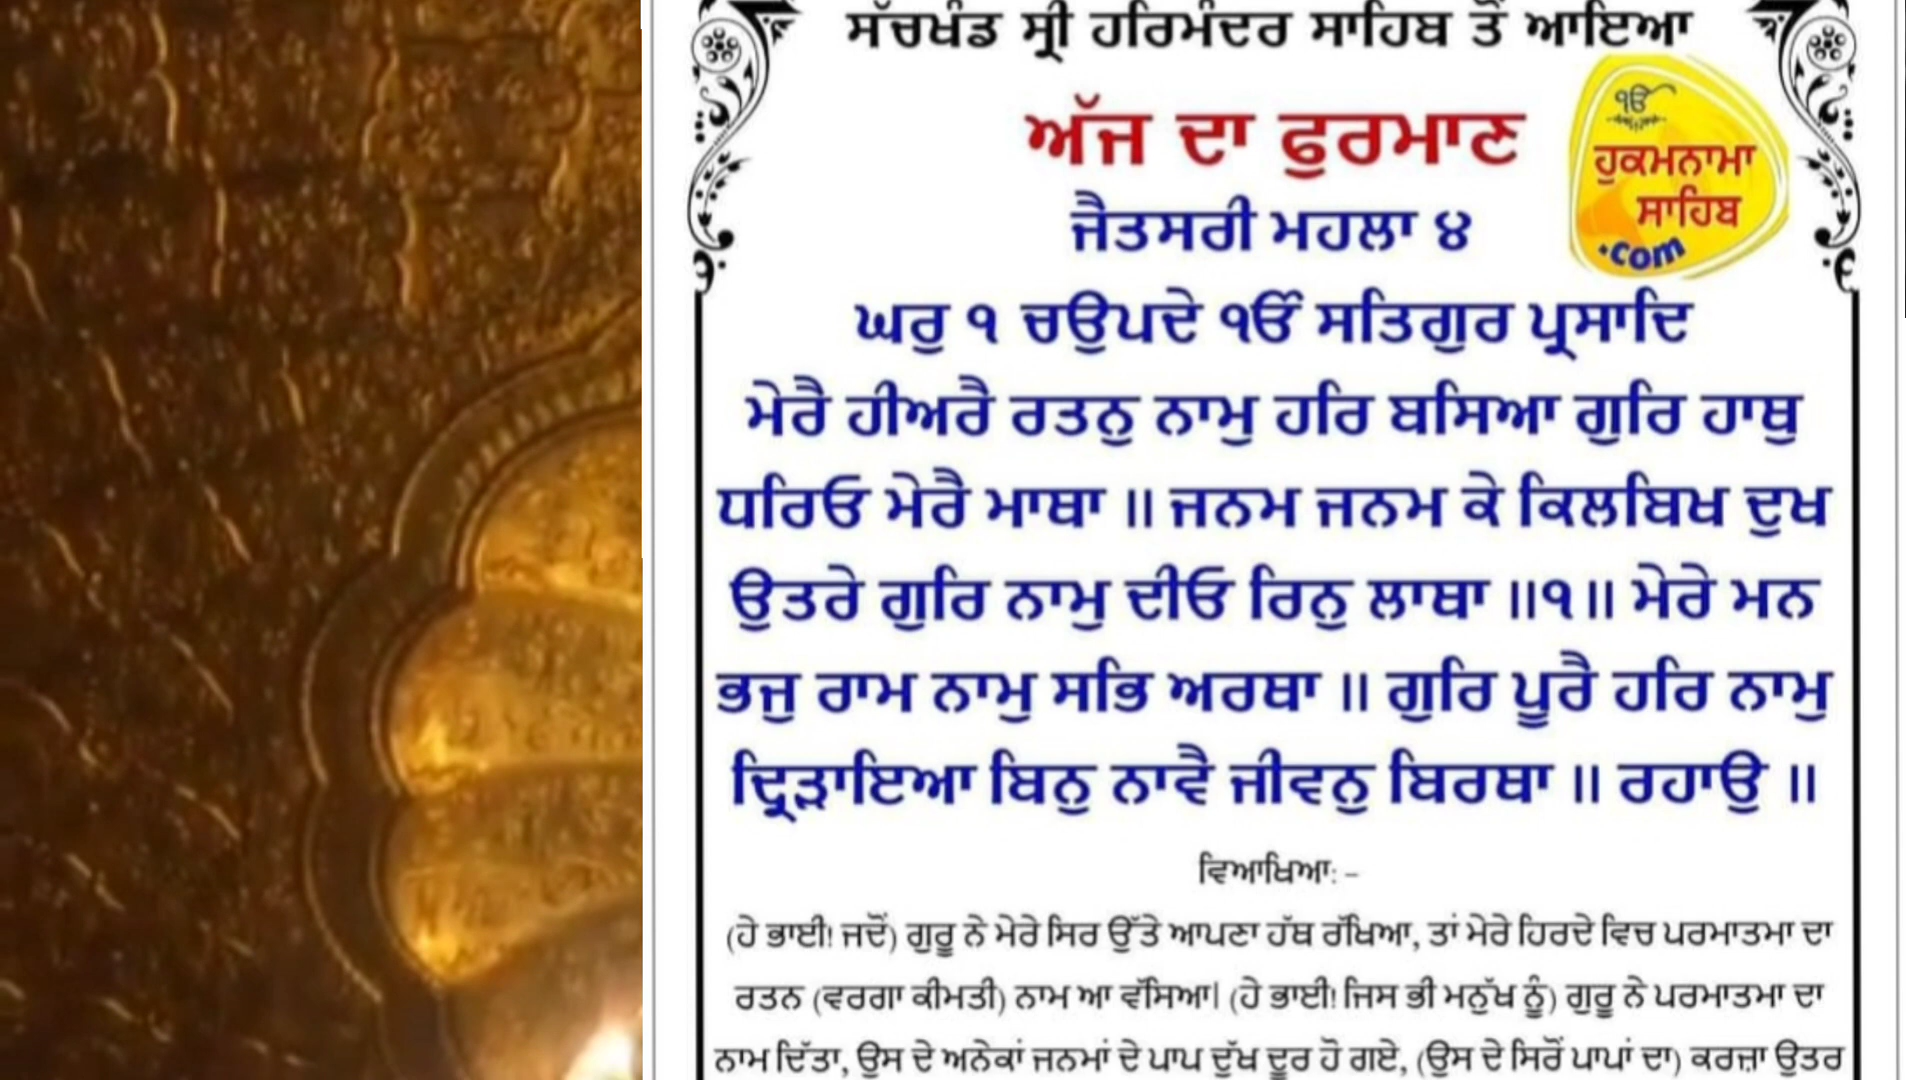 ਸੱਚਖੰਡ ਸ੍ਰੀ ਹਰਿਮੰਦਰ ਸਾਹਿਬ ਤੋਂ ਆਇਆ
ਅੱਜ ਦਾ ਫੁਰਮਾਣ
ੴ
ਹੁਕਮਨਾਮਾ
ਸਾਹਿਬ
.com
ਜੈਤਸਰੀ ਮਹਲਾ ੪
ਘਰੁ ੧ ਚਉਪਦੇ ੴ ਸਤਿਗੁਰ ਪ੍ਰਸਾਦਿ
ਮੇਰੈ ਹੀਅਰੈ ਰਤਨੁ ਨਾਮੁ ਹਰਿ ਬਸਿਆ ਗੁਰਿ ਹਾਥੁ
ਧਰਿਓ ਮੇਰੈ ਮਾਥਾ ॥ ਜਨਮ ਜਨਮ ਕੇ ਕਿਲਬਿਖ ਦੁਖ
ਉਤਰੇ ਗੁਰਿ ਨਾਮੁ ਦੀਓ ਰਿਨੁ ਲਾਥਾ ॥੧॥ ਮੇਰੇ ਮਨ
ਭਜੁ ਰਾਮ ਨਾਮੁ ਸਭਿ ਅਰਥਾ ॥ ਗੁਰਿ ਪੂਰੈ ਹਰਿ ਨਾਮੁ
ਦ੍ਰਿੜਾਇਆ ਬਿਨੁ ਨਾਵੈ ਜੀਵਨੁ ਬਿਰਥਾ ॥ ਰਹਾਉ ॥
ਵਿਆਖਿਆ: –
(ਹੇ ਭਾਈ! ਜਦੋਂ) ਗੁਰੂ ਨੇ ਮੇਰੇ ਸਿਰ ਉੱਤੇ ਆਪਣਾ ਹੱਥ ਰੱਖਿਆ, ਤਾਂ ਮੇਰੇ ਹਿਰਦੇ ਵਿਚ ਪਰਮਾਤਮਾ ਦਾ
ਰਤਨ (ਵਰਗਾ ਕੀਮਤੀ) ਨਾਮ ਆ ਵੱਸਿਆ। (ਹੇ ਭਾਈ! ਜਿਸ ਭੀ ਮਨੁੱਖ ਨੂੰ) ਗੁਰੂ ਨੇ ਪਰਮਾਤਮਾ ਦਾ
ਨਾਮ ਦਿੱਤਾ, ਉਸ ਦੇ ਅਨੇਕਾਂ ਜਨਮਾਂ ਦੇ ਪਾਪ ਦੁੱਖ ਦੂਰ ਹੋ ਗਏ, (ਉਸ ਦੇ ਸਿਰੋਂ ਪਾਪਾਂ ਦਾ) ਕਰਜ਼ਾ ਉਤਰ